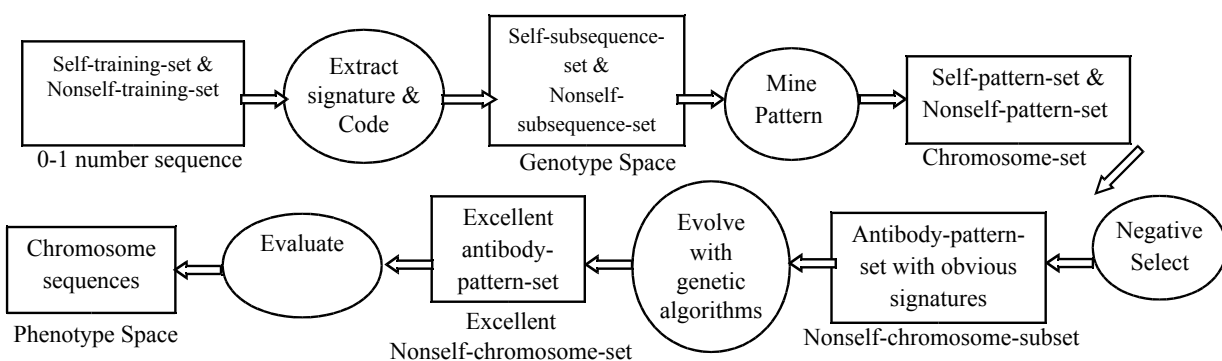 Self-training-set &
Nonself-training-set
0-1 number sequence
Extract
signature &
Code
Self-subsequence-
set &
Nonself-
subsequence-set
Genotype Space
Mine
Pattern
Self-pattern-set &
Nonself-pattern-set
Chromosome-set
Negative
Select
Antibody-pattern-
set with obvious
signatures
Nonself-chromosome-subset
Evolve
with
genetic
algorithms
Excellent
antibody-
pattern-set
Excellent
Nonself-chromosome-set
Evaluate
Chromosome
sequences
Phenotype Space